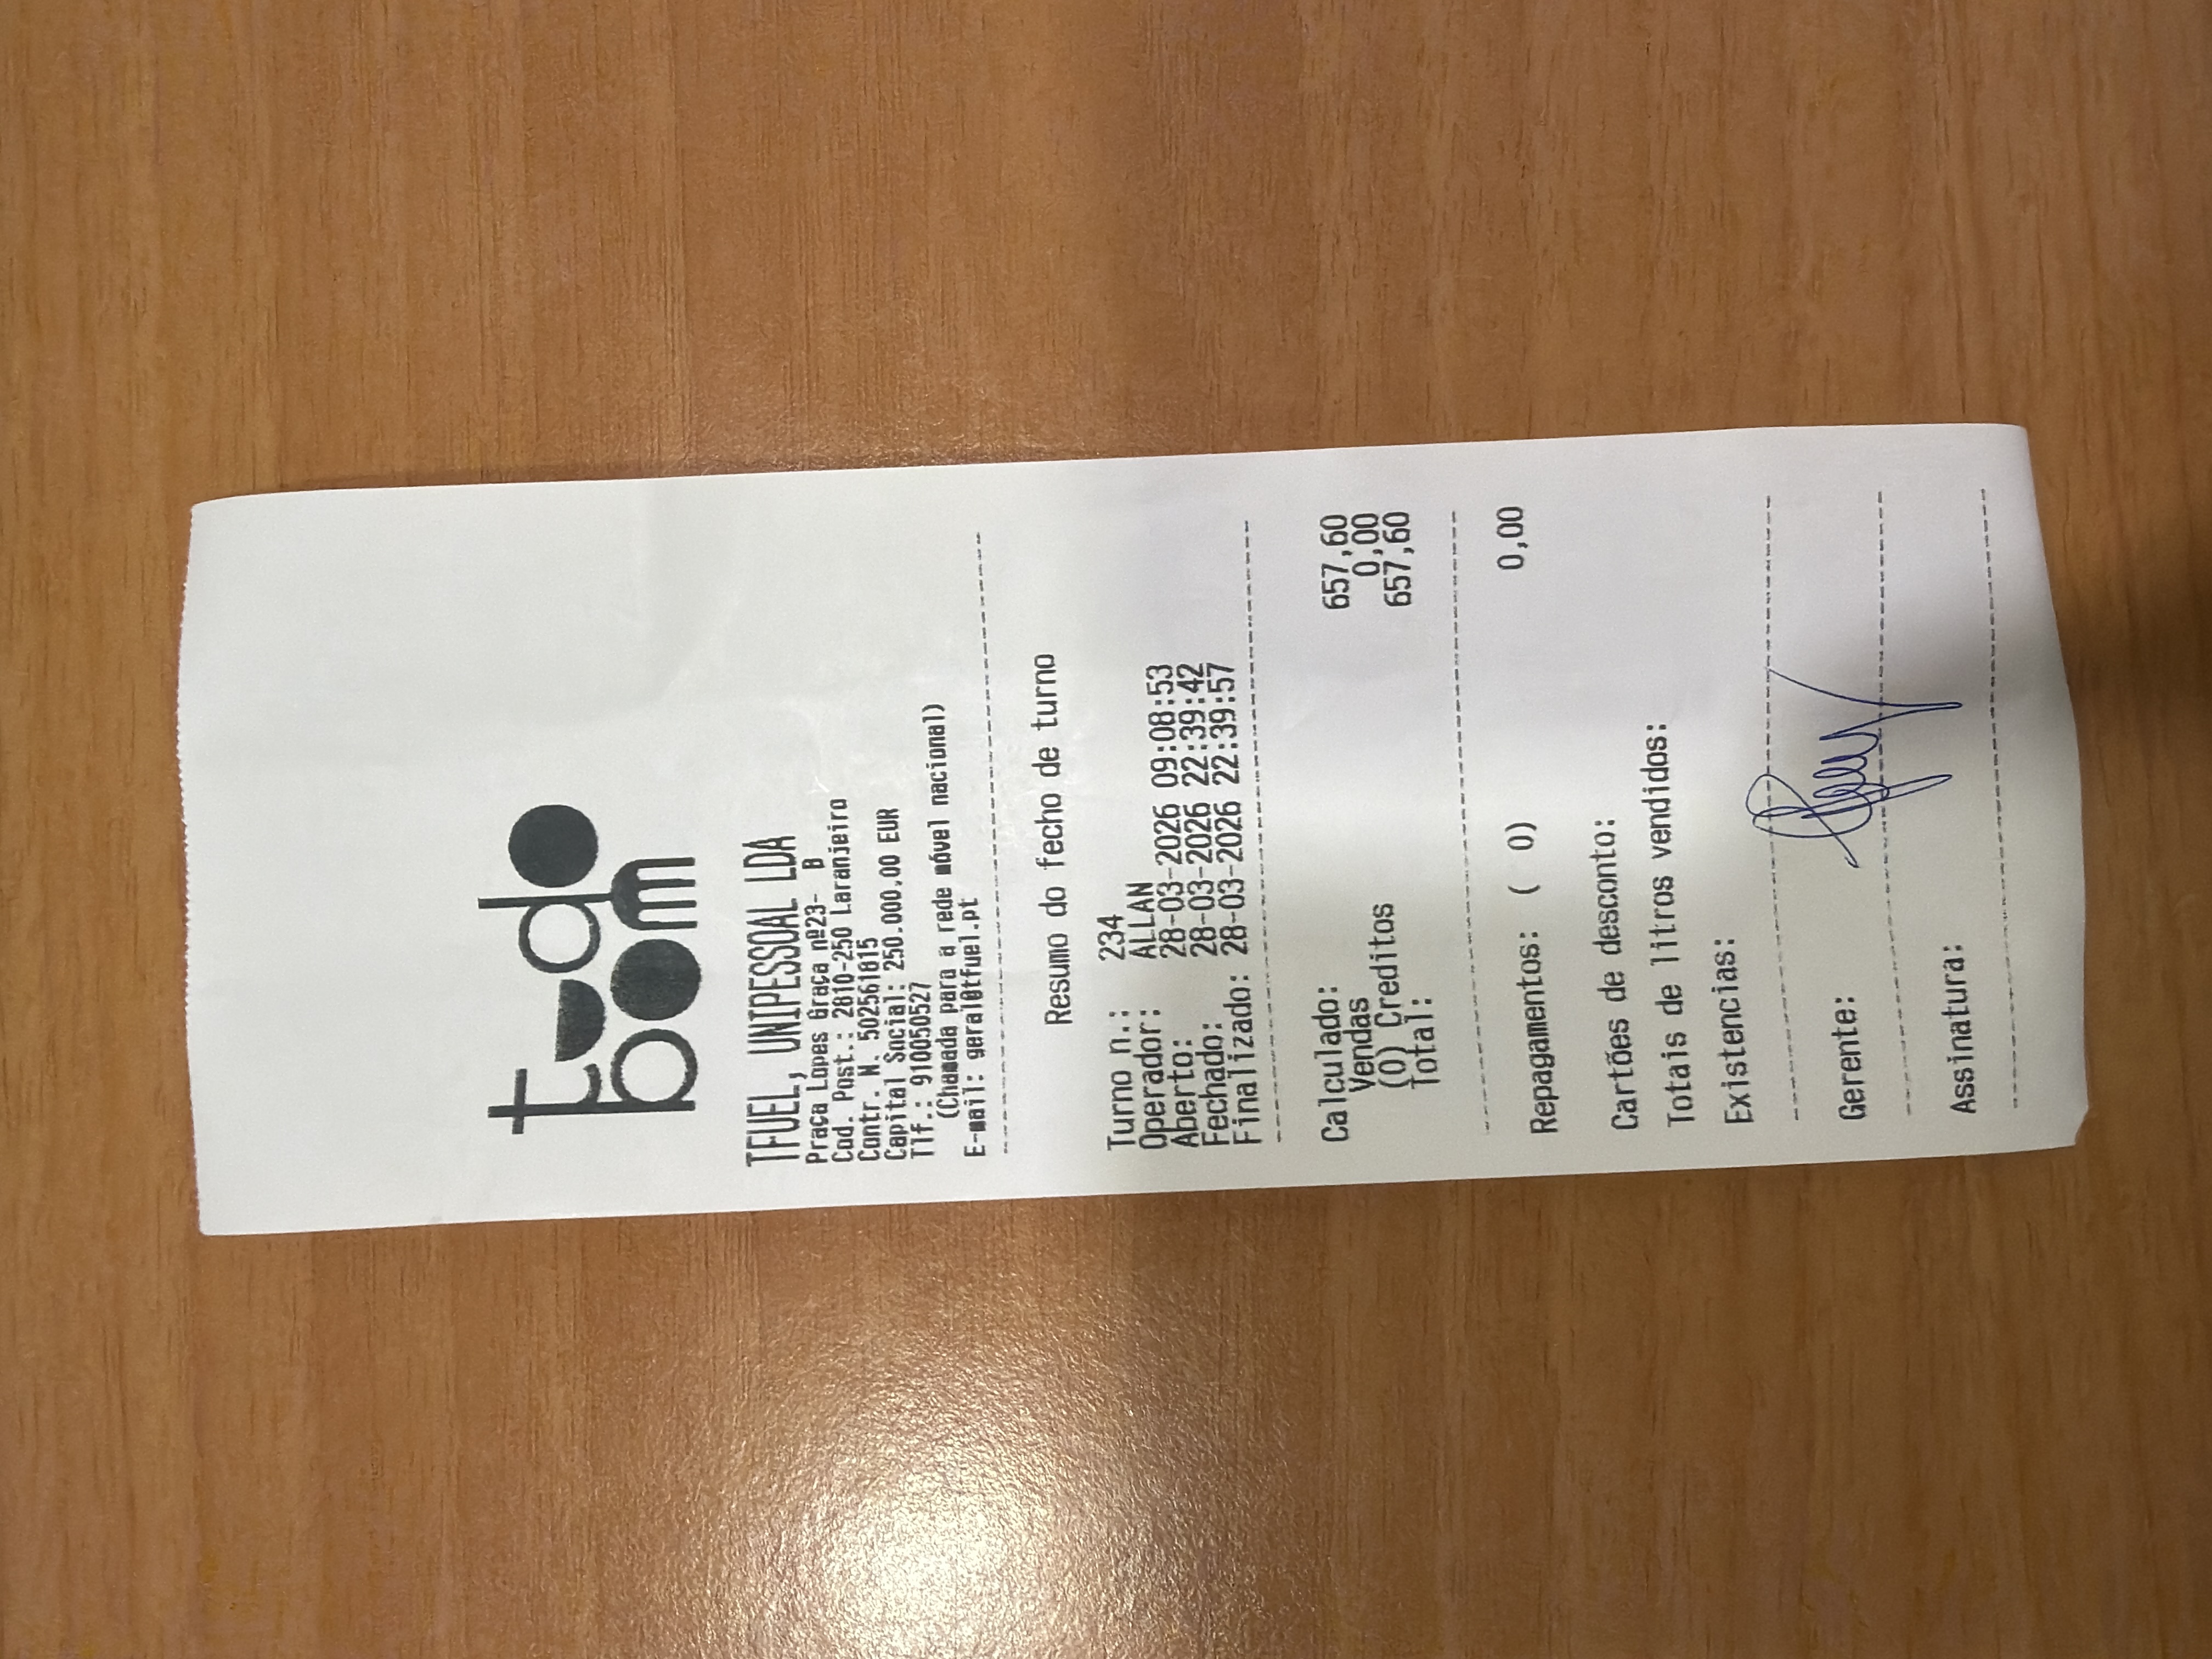 tudo
bom
TFUEL, UNIPESSOAL LDA
Praça Lopes Graça nº23- B
Cod. Post.: 2810-250 Laranjeiro
Contr. N. 502561815
Capital Social: 250.000,00 EUR
Tlf.: 910050527
(Chamada para a rede móvel nacional)
E-mail: geral@tfuel.pt
Resumo do fecho de turno
Turno n.: 234
Operador: ALLAN
Aberto: 28-03-2026 09:08:53
Fechado: 28-03-2026 22:39:42
Finalizado: 28-03-2026 22:39:57
Calculado:
Vendas 657,60
(0) Creditos 0,00
Total: 657,60
Repagamentos: ( 0) 0,00
Cartões de desconto:
Totais de litros vendidos:
Existencias:
Gerente:
Assinatura: